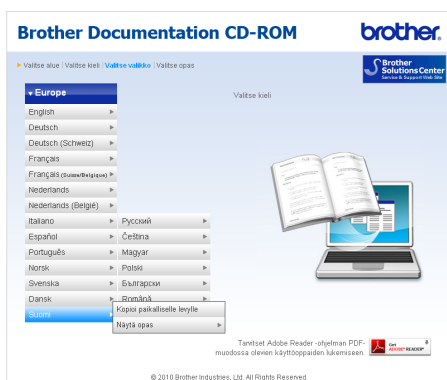 Brother Documentation CD-ROM
brother.
Valitse alue | Valitse kieli | Valitse valikko | Valitse opas
Brother
Solutions Center
Service & Support Web Site
Europe
Valitse kieli
English
Deutsch
Deutsch (Schweiz)
Français
Français (Suisse/Belgique)
Nederlands
Nederlands (België)
Italiano
Русский
Español
Čeština
Português
Magyar
Norsk
Polski
Svenska
Български
Dansk
Română
Suomi
Kopioi paikalliselle levylle
Näytä opas
Tarvitset Adobe Reader -ohjelman PDF-
muodossa olevien käyttöoppaiden lukemiseen.
Get
ADOBE® READER®
© 2010 Brother Industries, Ltd. All Rights Reserved.